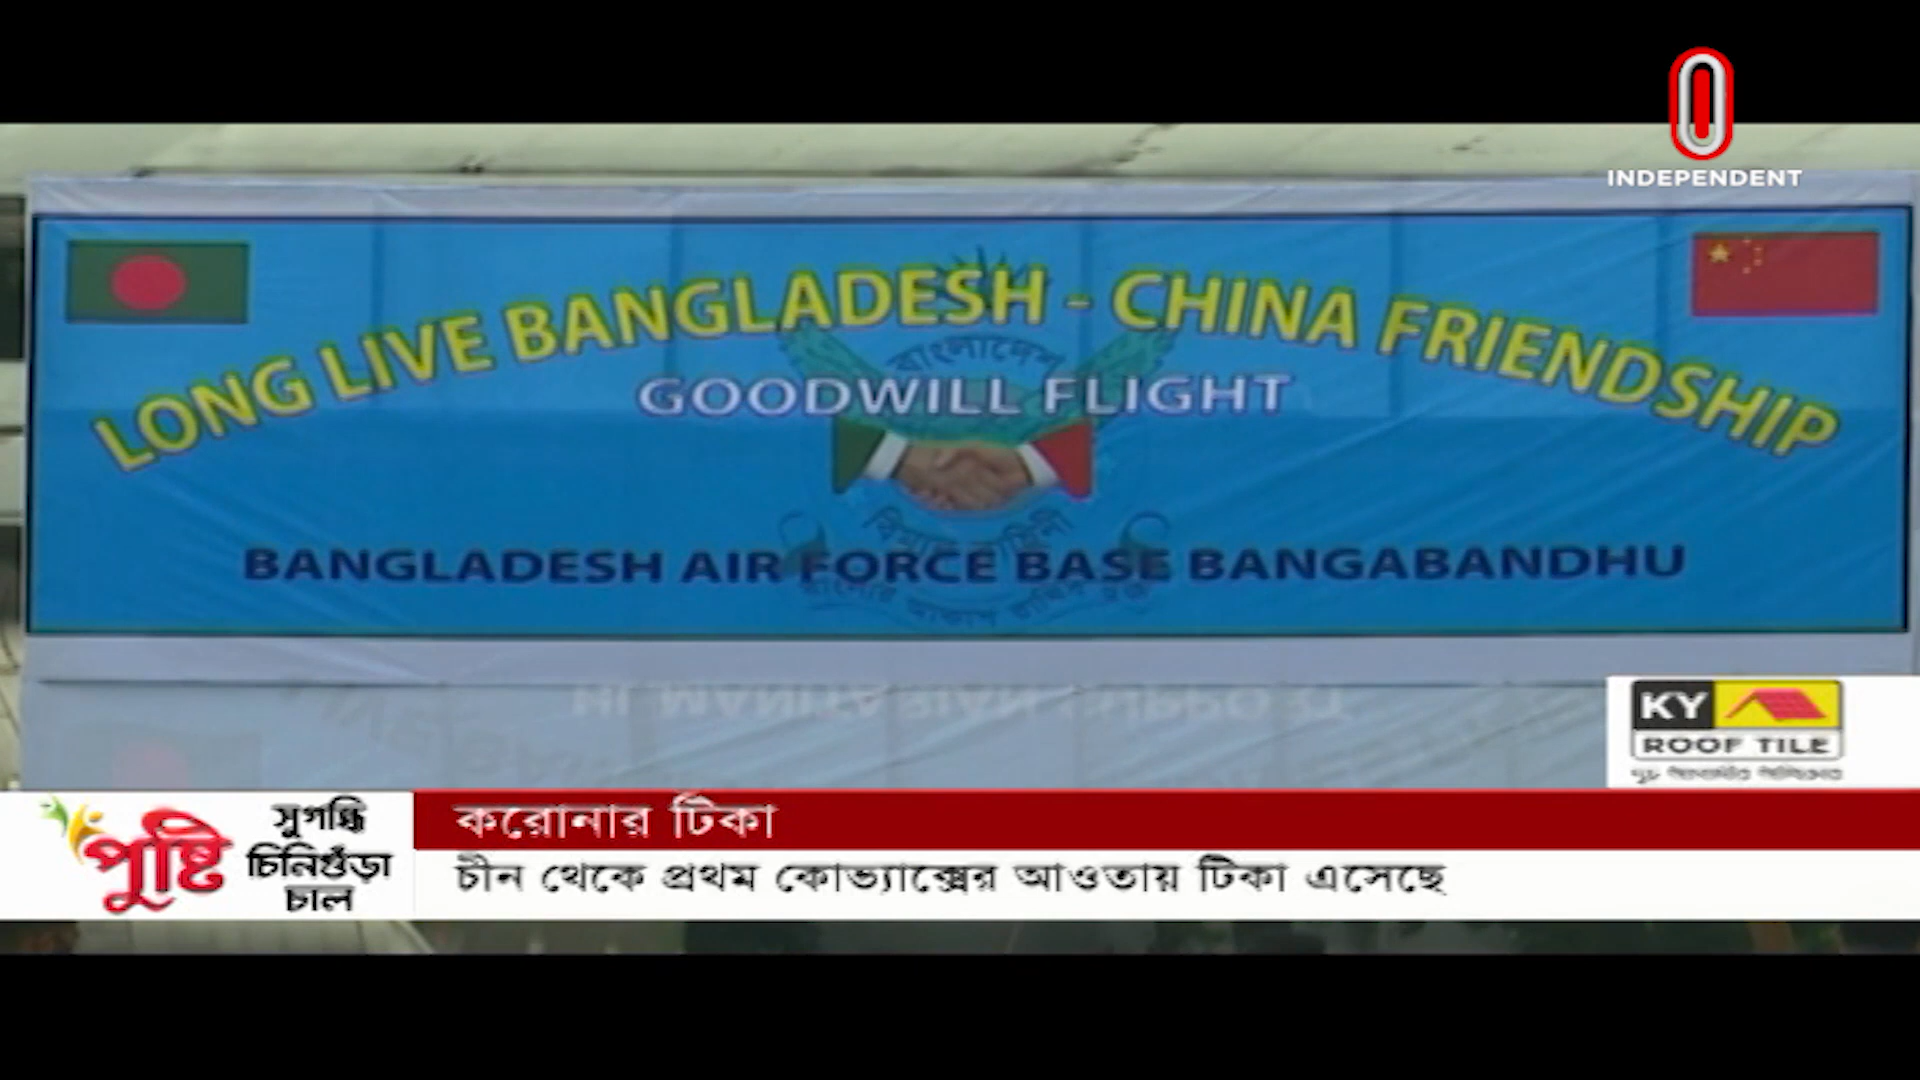 INDEPENDENT
LONG LIVE BANGLADESH - CHINA FRIENDSHIP
বাংলাদেশ
GOODWILL FLIGHT
বিমান বাহিনী
BANGLADESH AIR FORCE BASE BANGABANDHU
KY
ROOF TILE
পুষ্টি
সুগন্ধি
চিনিগুঁড়া
চাল
করোনার টিকা
চীন থেকে প্রথম কোভ্যাক্সের আওতায় টিকা এসেছে